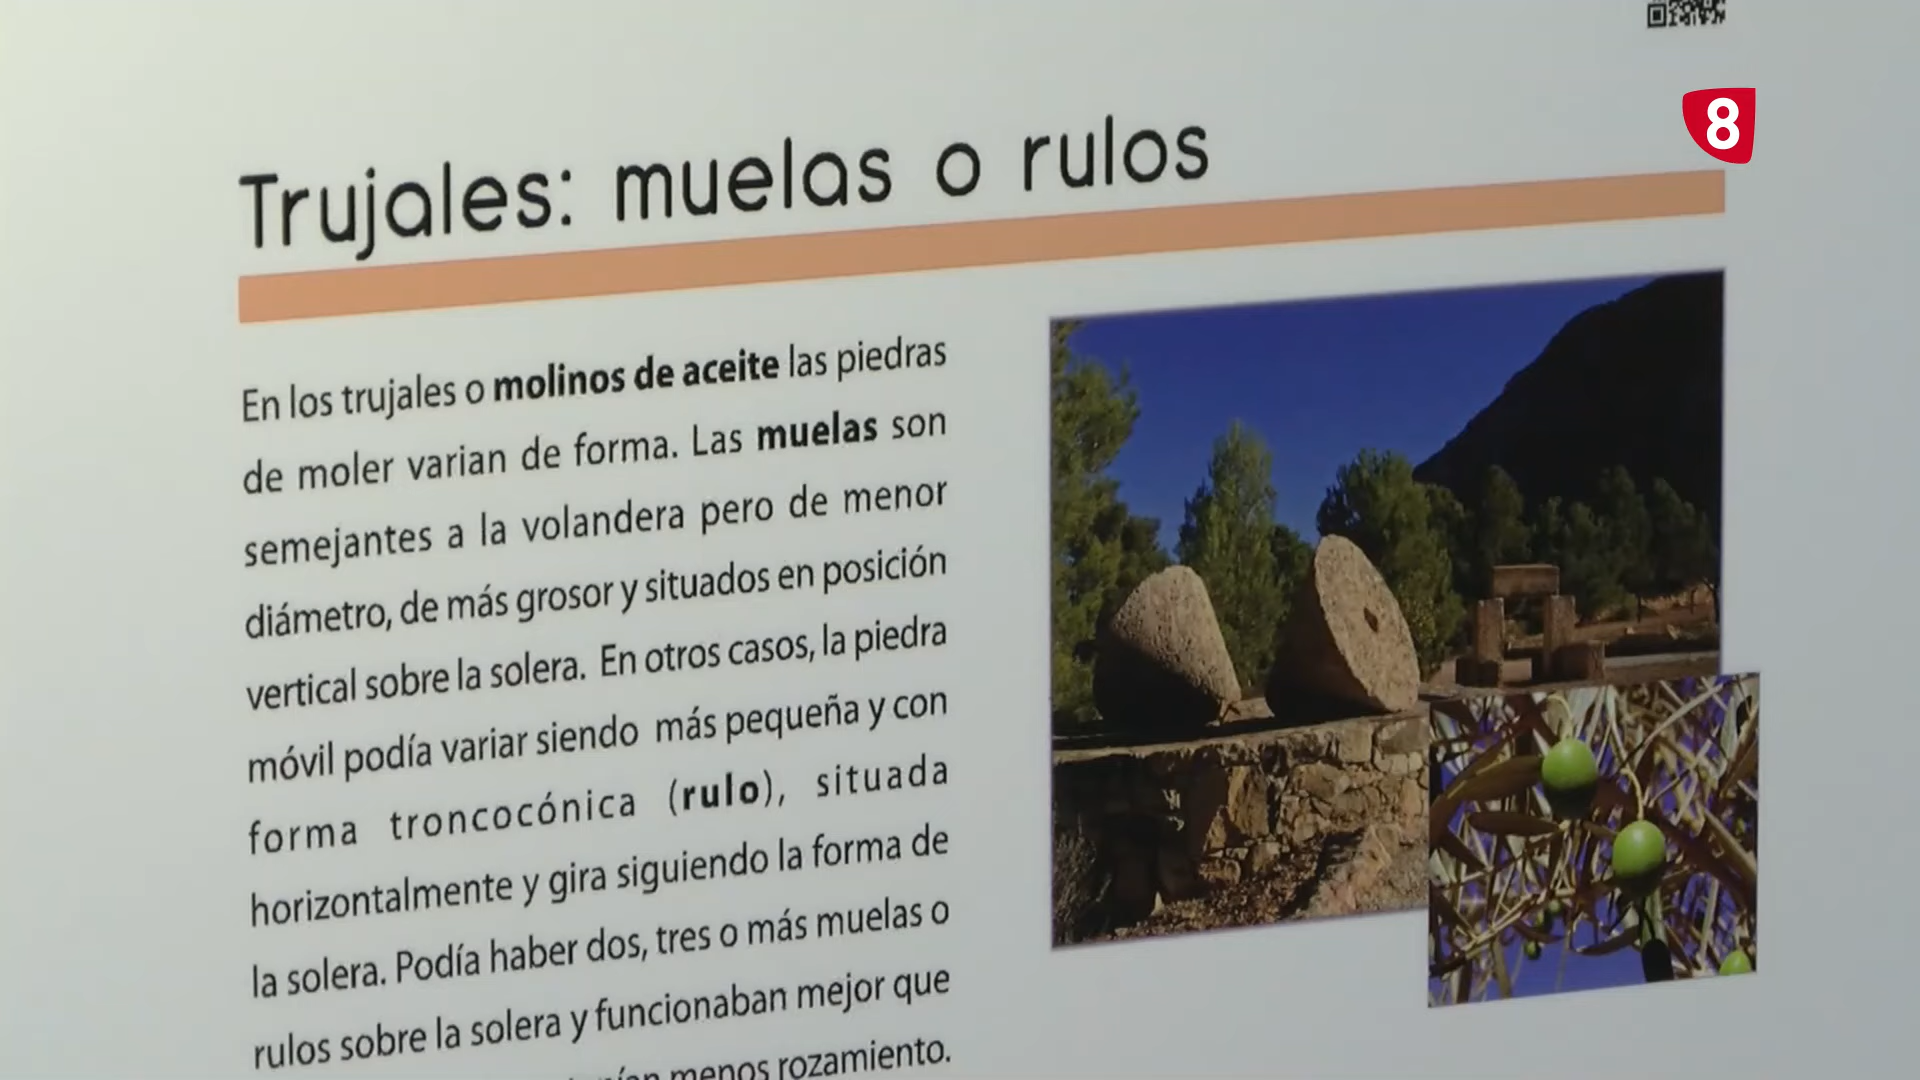 8
Trujales: muelas o rulos
En los trujales o molinos de aceite las piedras
de moler varian de forma. Las muelas son
semejantes a la volandera pero de menor
diámetro, de más grosor y situados en posición
vertical sobre la solera. En otros casos, la piedra
móvil podía variar siendo más pequeña y con
forma troncocónica (rulo), situada
horizontalmente y gira siguiendo la forma de
la solera. Podía haber dos, tres o más muelas o
rulos sobre la solera y funcionaban mejor que
menos rozamiento.